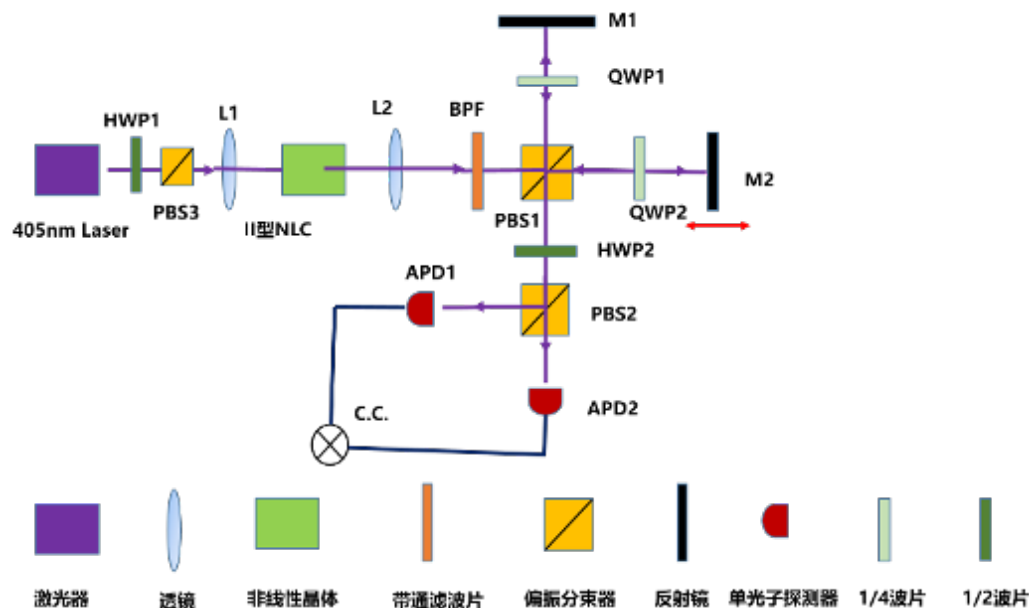 M1
QWP1
HWP1
L1
L2
BPF
M2
PBS3
PBS1
QWP2
405nm Laser
II型NLC
HWP2
APD1
PBS2
APD2
C.C.
激光器
透镜
非线性晶体
带通滤波片
偏振分束器
反射镜
单光子探测器
1/4波片
1/2波片